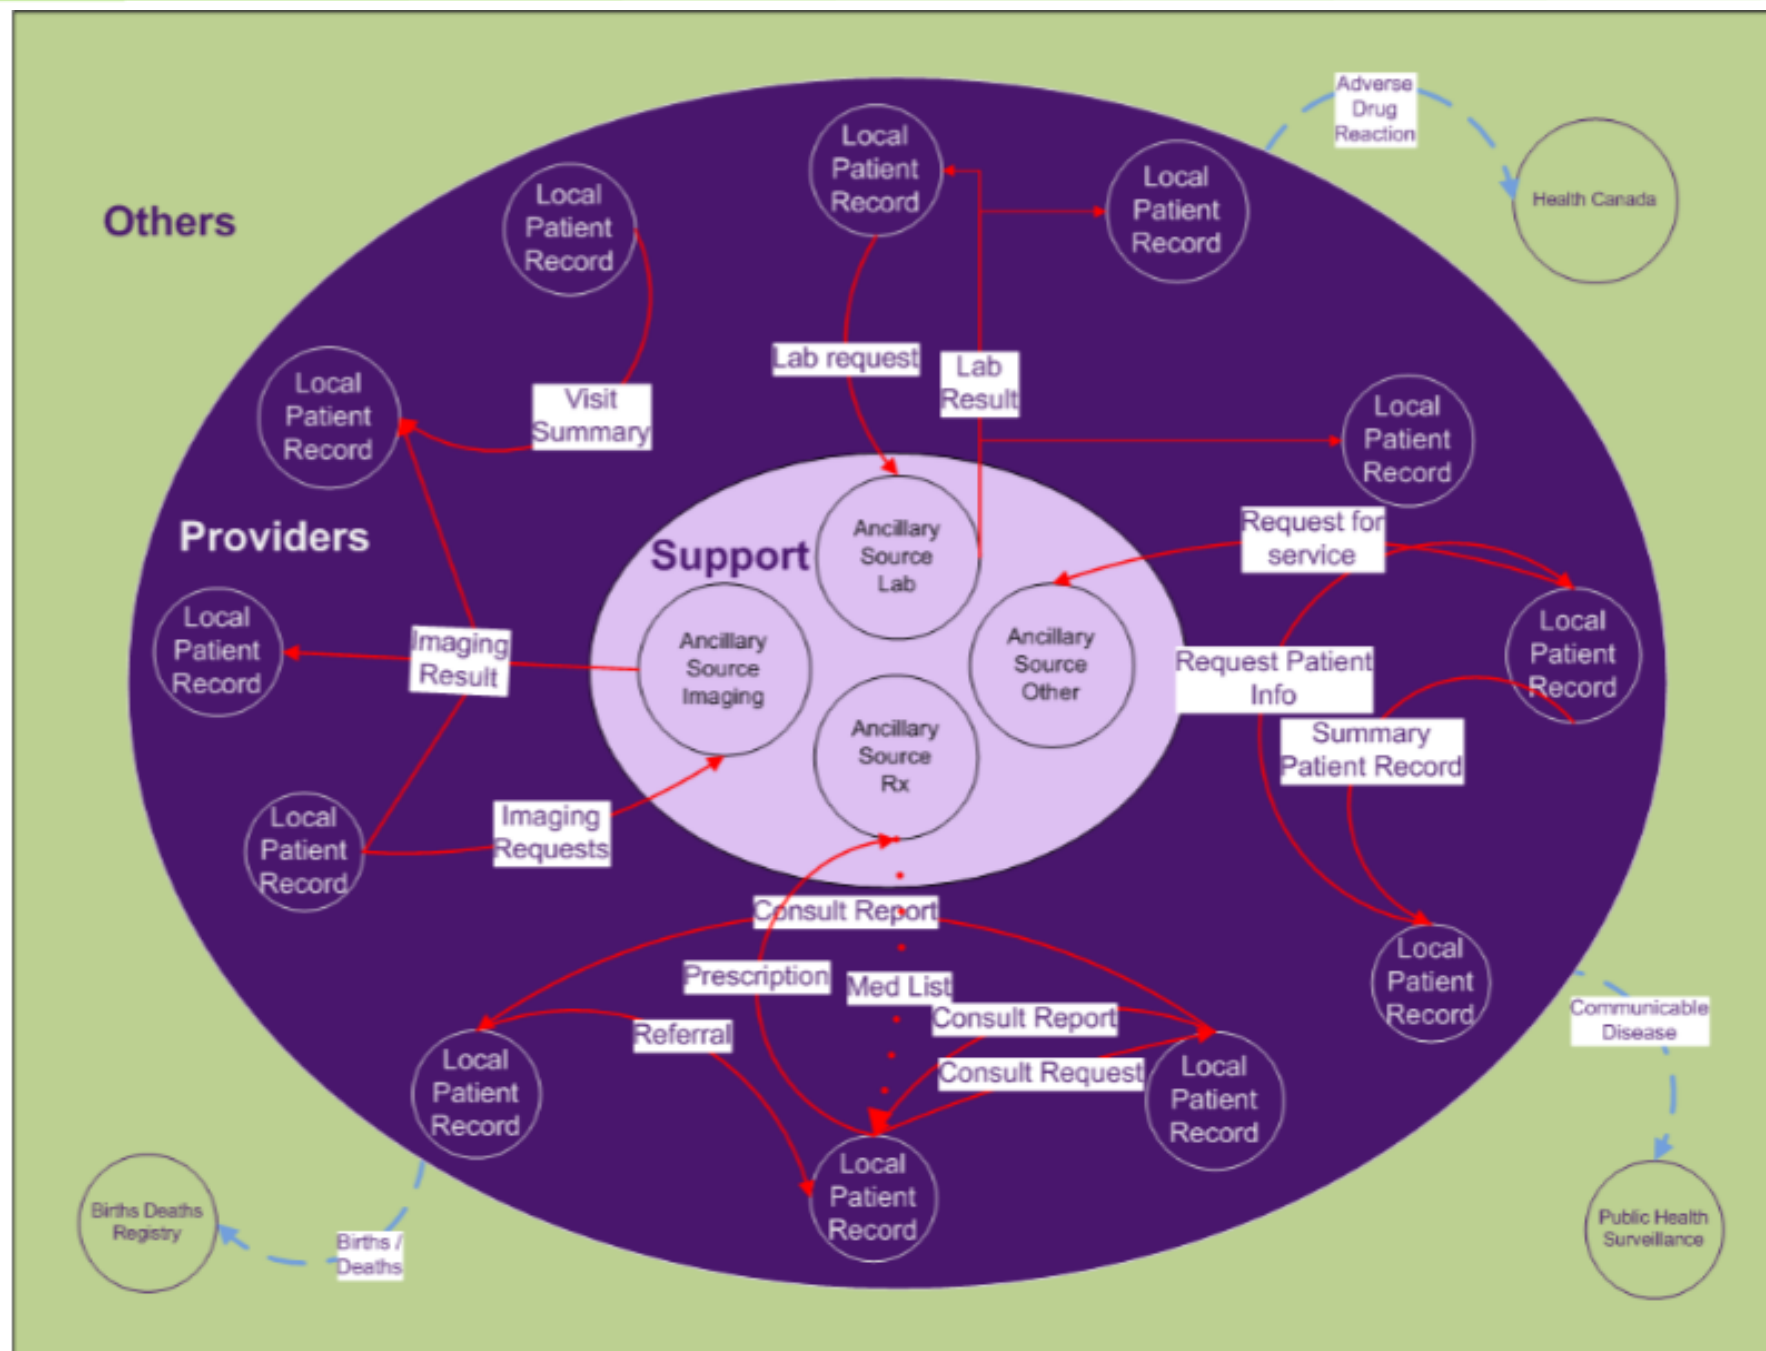 Adverse
Drug
Reaction
Health Canada
Others
Local
Patient
Record
Local
Patient
Record
Local
Patient
Record
Lab request
Lab
Result
Local
Patient
Record
Visit
Summary
Local
Patient
Record
Providers
Support
Ancillary
Source
Lab
Request for
service
Local
Patient
Record
Imaging
Result
Ancillary
Source
Imaging
Ancillary
Source
Other
Request Patient
Info
Local
Patient
Record
Ancillary
Source
Rx
Summary
Patient Record
Local
Patient
Record
Imaging
Requests
Consult Report
Prescription
Med List
Consult Report
Referral
Consult Request
Local
Patient
Record
Communicable
Disease
Local
Patient
Record
Local
Patient
Record
Local
Patient
Record
Births Deaths
Registry
Births /
Deaths
Public Health
Surveillance